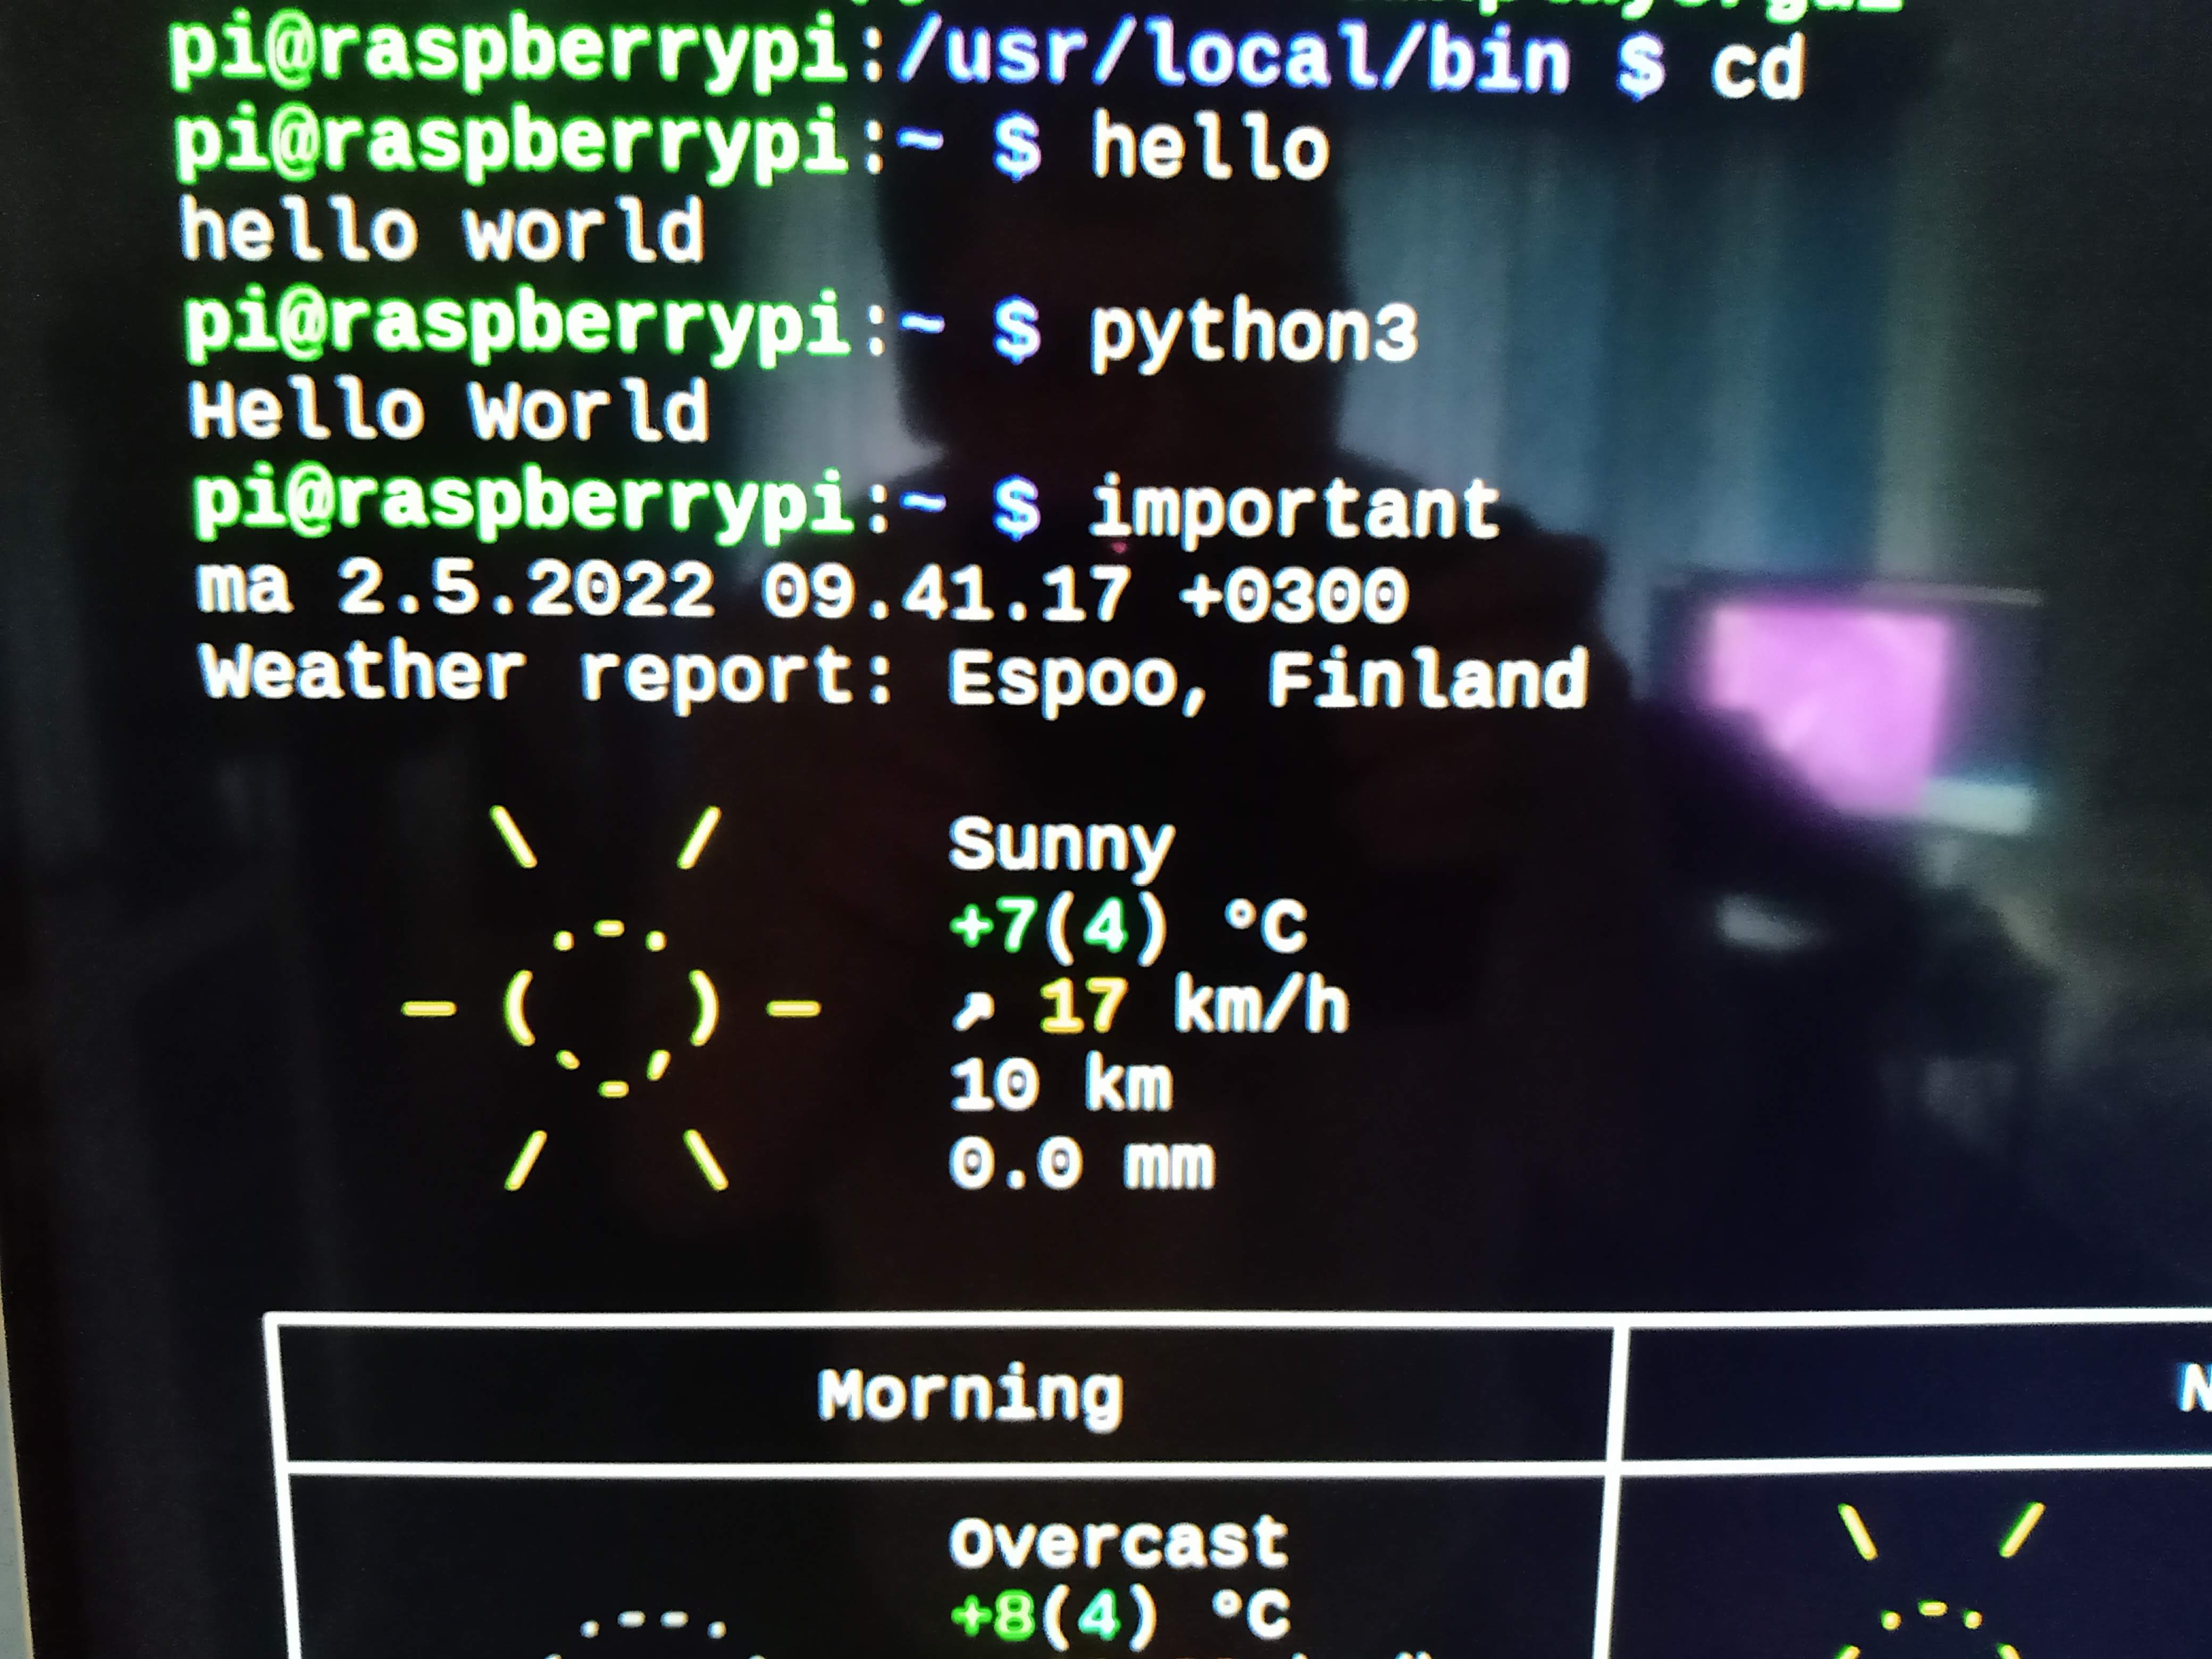 pi@raspberrypi:/usr/local/bin $ cd
pi@raspberrypi:~ $ hello
hello world
pi@raspberrypi:~ $ python3
Hello World
pi@raspberrypi:~ $ important
ma 2.5.2022 09.41.17 +0300
Weather report: Espoo, Finland
Sunny
+7(4) °C
↗ 17 km/h
10 km
0.0 mm
Morning
Overcast
+8(4) °C